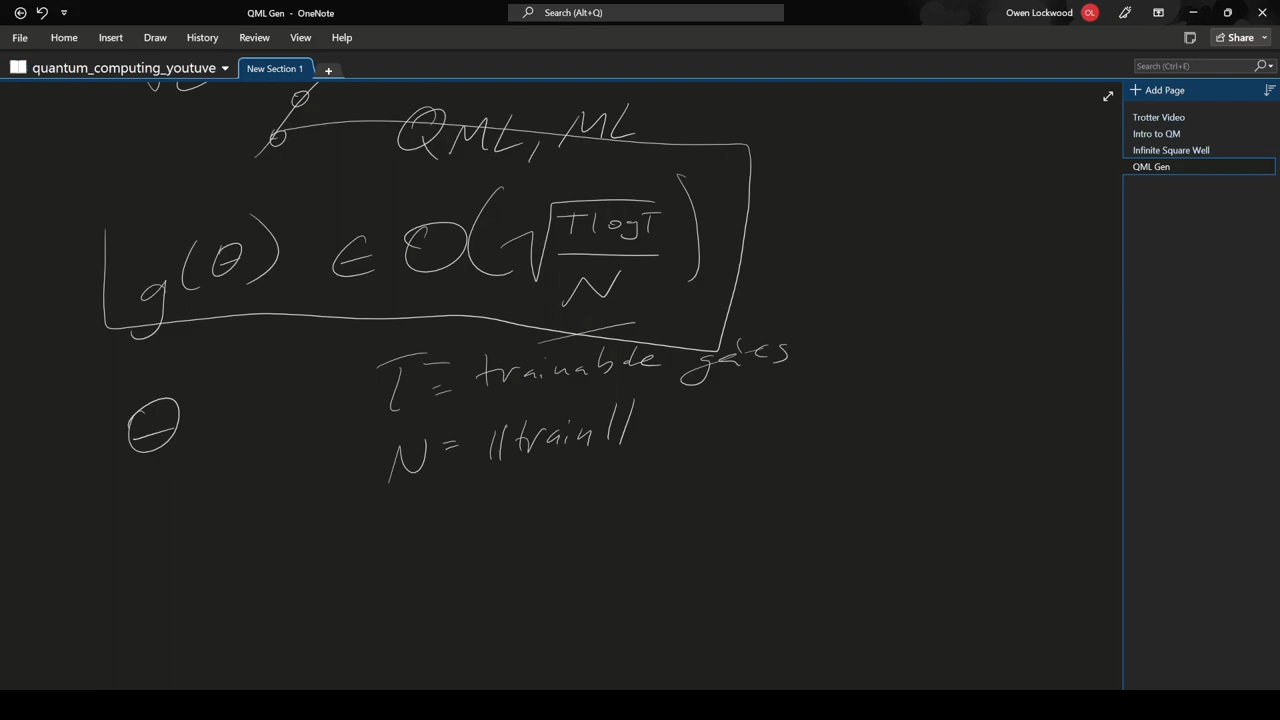 QML Gen - OneNote
Search (Alt+Q)
Owen Lockwood
OL
File Home Insert Draw History Review View Help
Share
quantum_computing_youtuve
New Section 1
+
Search (Ctrl+E)
Add Page
Trotter Video
Intro to QM
Infinite Square Well
QML Gen
QML, ML
g(θ) ∈ O(√(T log T / N))
T = trainable gates
N = ||train||
Θ